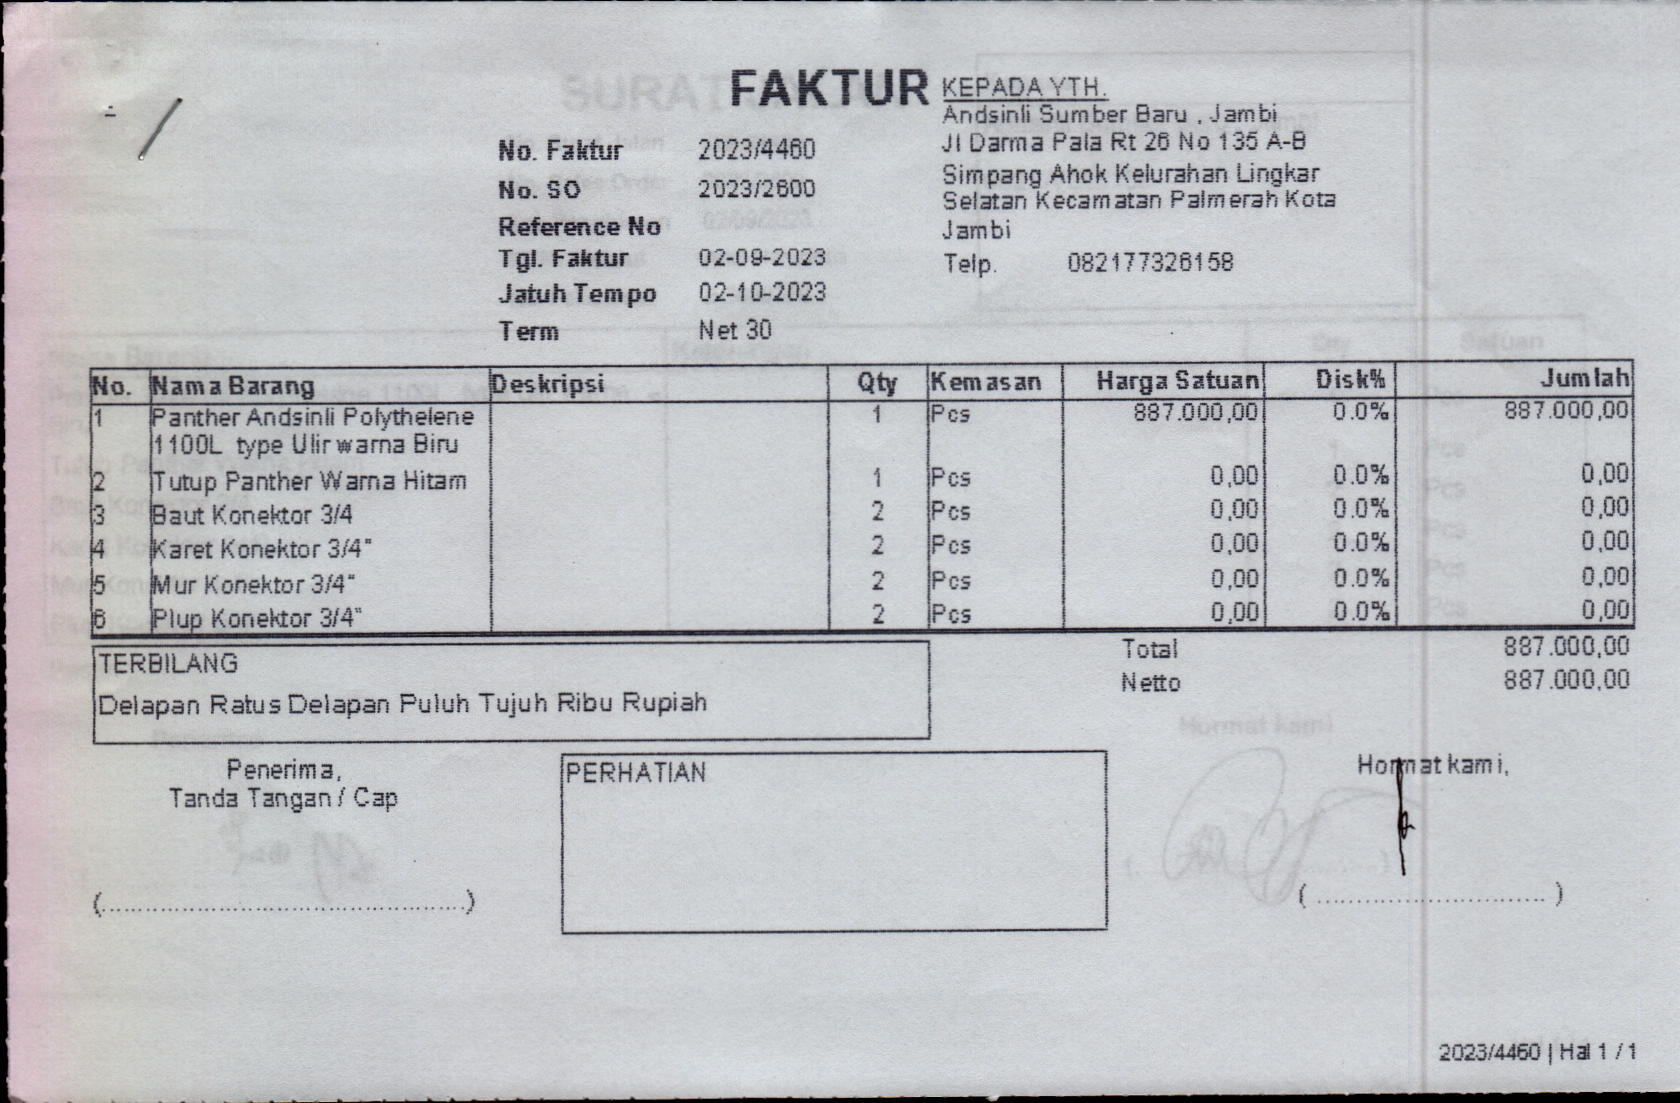 FAKTUR
KEPADA YTH.
Andsinli Sumber Baru , Jambi
Jl Darma Pala Rt 26 No 135 A-B
Simpang Ahok Kelurahan Lingkar
Selatan Kecamatan Palmerah Kota
Jambi
Telp. 082177326158
No. Faktur 2023/4460
No. SO 2023/2600
Reference No
Tgl. Faktur 02-09-2023
Jatuh Tempo 02-10-2023
Term Net 30
No. Nama Barang Deskripsi Qty Kemasan Harga Satuan Disk% Jumlah
1 Panther Andsinli Polythelene 1 Pcs 887.000,00 0.0% 887.000,00
1100L type Ulir warna Biru
2 Tutup Panther Warna Hitam 1 Pcs 0,00 0.0% 0,00
3 Baut Konektor 3/4 2 Pcs 0,00 0.0% 0,00
4 Karet Konektor 3/4" 2 Pcs 0,00 0.0% 0,00
5 Mur Konektor 3/4" 2 Pcs 0,00 0.0% 0,00
6 Plup Konektor 3/4" 2 Pcs 0,00 0.0% 0,00
Total 887.000,00
Netto 887.000,00
TERBILANG
Delapan Ratus Delapan Puluh Tujuh Ribu Rupiah
Penerima,
Tanda Tangan / Cap
(..............................................)
PERHATIAN
Hormat kami,
( ............................. )
2023/4460 | Hal 1 / 1